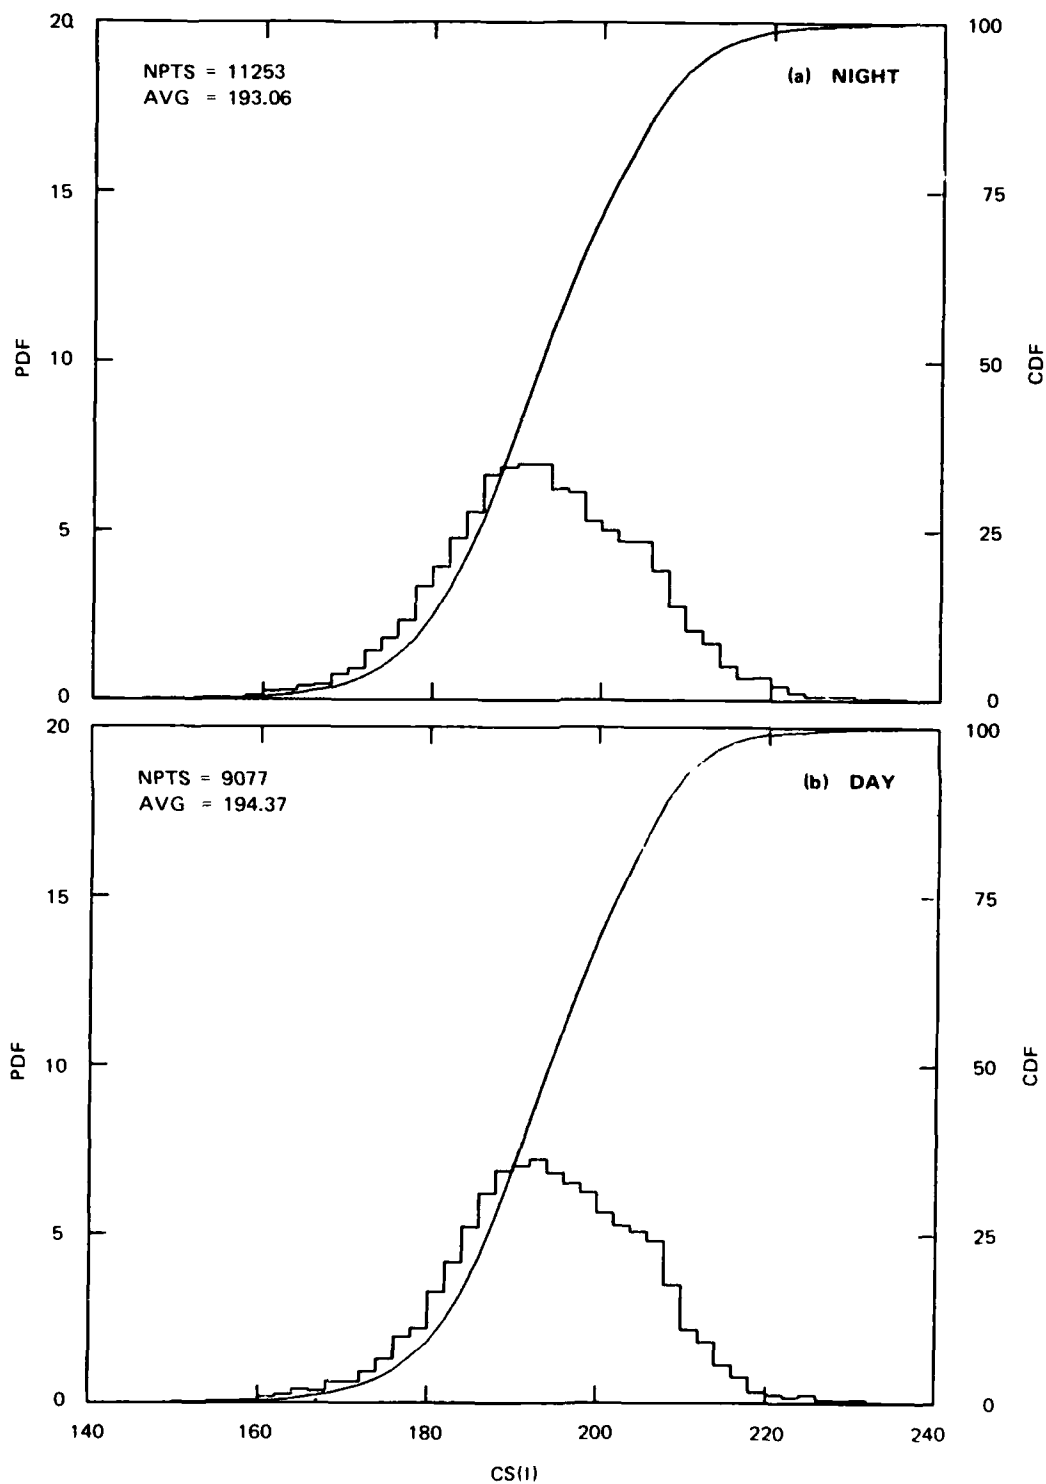 20
100
NPTS = 11253
AVG = 193.06
(a) NIGHT
15
75
PDF
10
50
CDF
5
25
0
0
20
100
NPTS = 9077
AVG = 194.37
(b) DAY
15
75
PDF
10
50
CDF
5
25
0
0
140
160
180
200
220
240
CS(I)